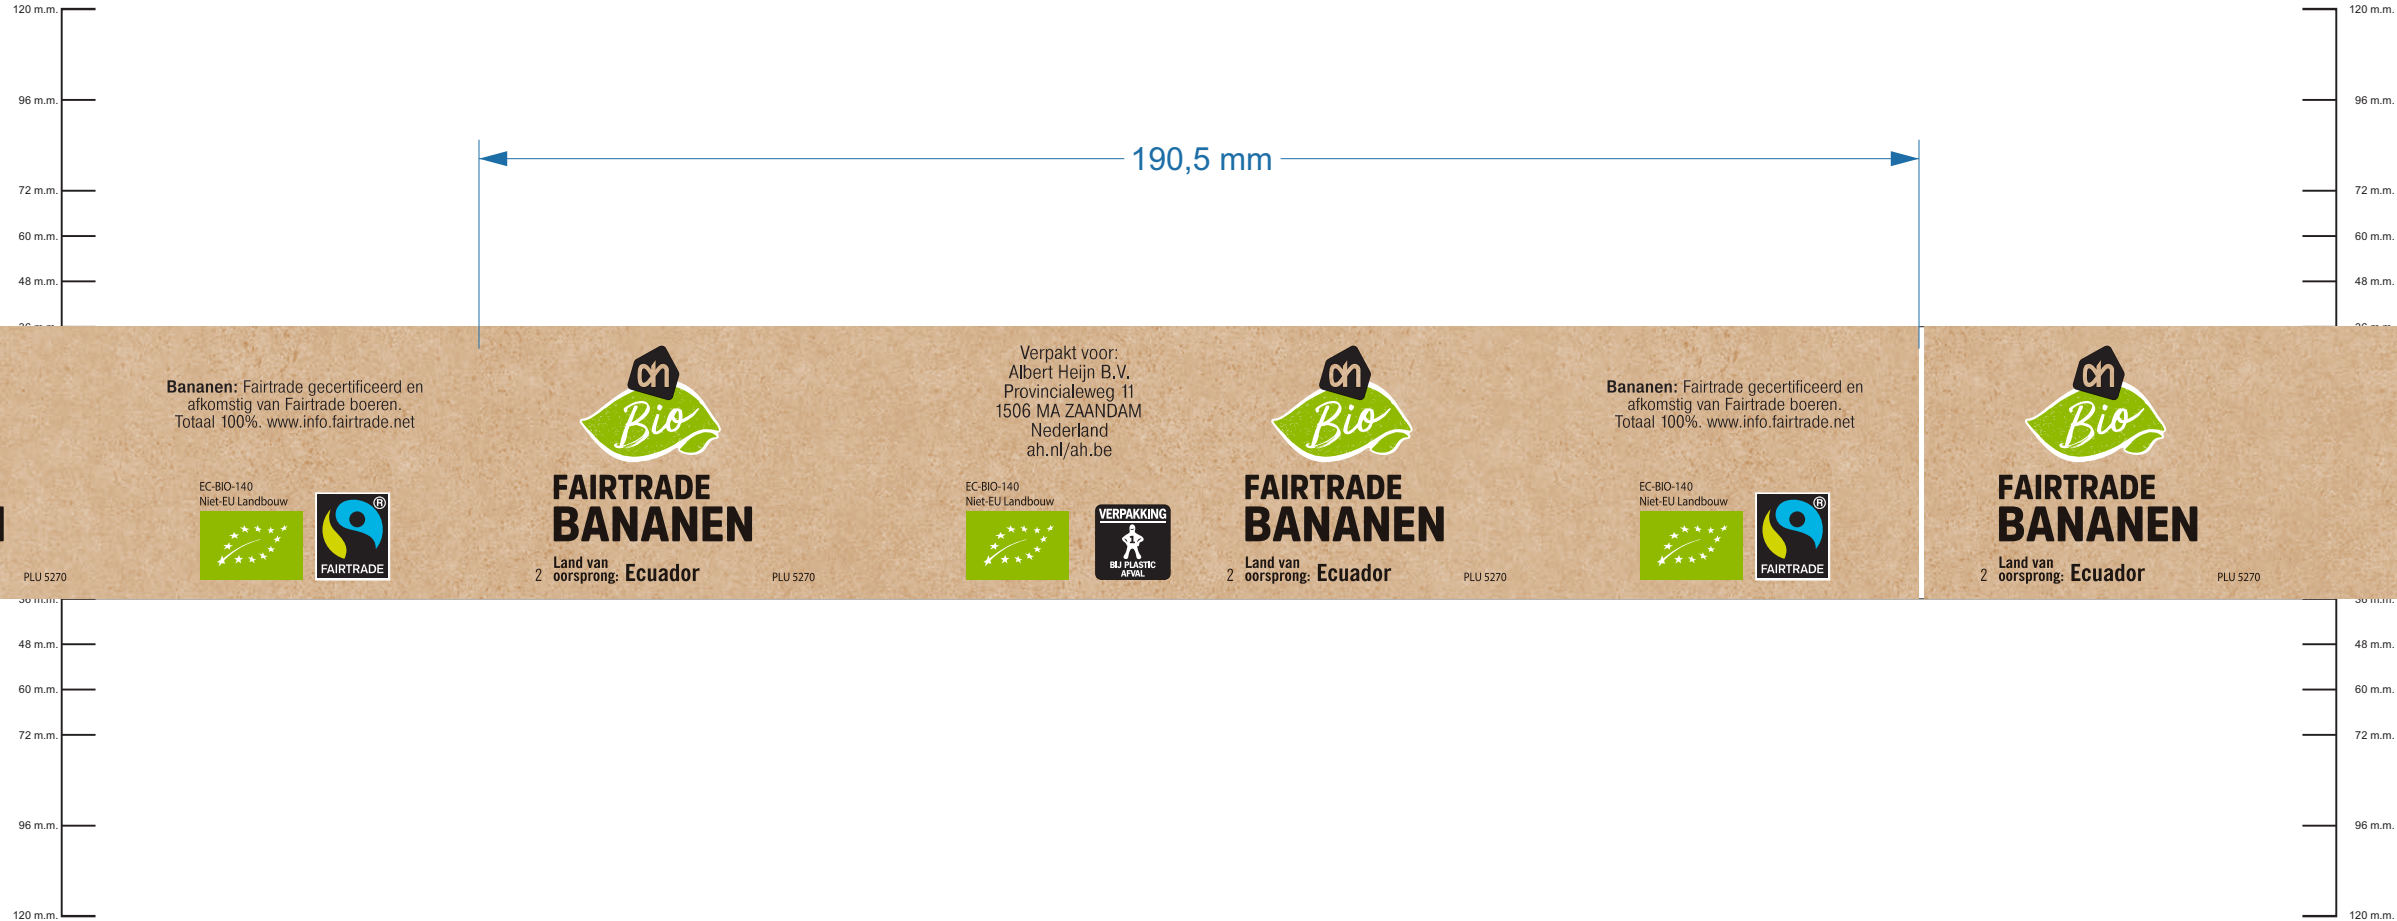 120 m.m.
96 m.m.
72 m.m.
60 m.m.
48 m.m.
120 m.m.
96 m.m.
72 m.m.
60 m.m.
48 m.m.
190,5 mm
Bananen: Fairtrade gecertificeerd en
afkomstig van Fairtrade boeren.
Totaal 100%. www.info.fairtrade.net
EC-BIO-140
Niet-EU Landbouw
FAIRTRADE
®
PLU 5270
ah
Bio
FAIRTRADE
BANANEN
2 Land van
oorsprong: Ecuador
PLU 5270
Verpakt voor:
Albert Heijn B.V.
Provincialeweg 11
1506 MA ZAANDAM
Nederland
ah.nl/ah.be
EC-BIO-140
Niet-EU Landbouw
VERPAKKING
1
BIJ PLASTIC
AFVAL
ah
Bio
FAIRTRADE
BANANEN
2 Land van
oorsprong: Ecuador
PLU 5270
Bananen: Fairtrade gecertificeerd en
afkomstig van Fairtrade boeren.
Totaal 100%. www.info.fairtrade.net
EC-BIO-140
Niet-EU Landbouw
®
FAIRTRADE
ah
Bio
FAIRTRADE
BANANEN
2 Land van
oorsprong: Ecuador
PLU 5270
48 m.m.
60 m.m.
72 m.m.
96 m.m.
120 m.m.
48 m.m.
60 m.m.
72 m.m.
96 m.m.
120 m.m.